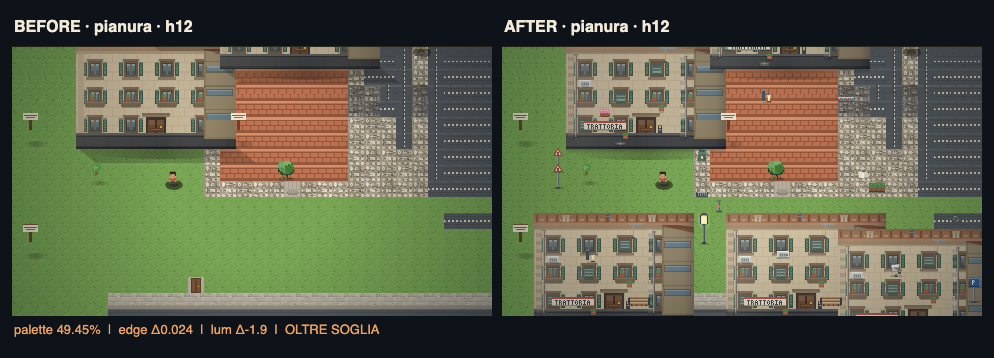 BEFORE · pianura · h12
AFTER · pianura · h12
TRATTORIA
TRATTORIA
TRATTORIA
P
palette 49.45% | edge Δ0.024 | lum Δ-1.9 | OLTRE SOGLIA